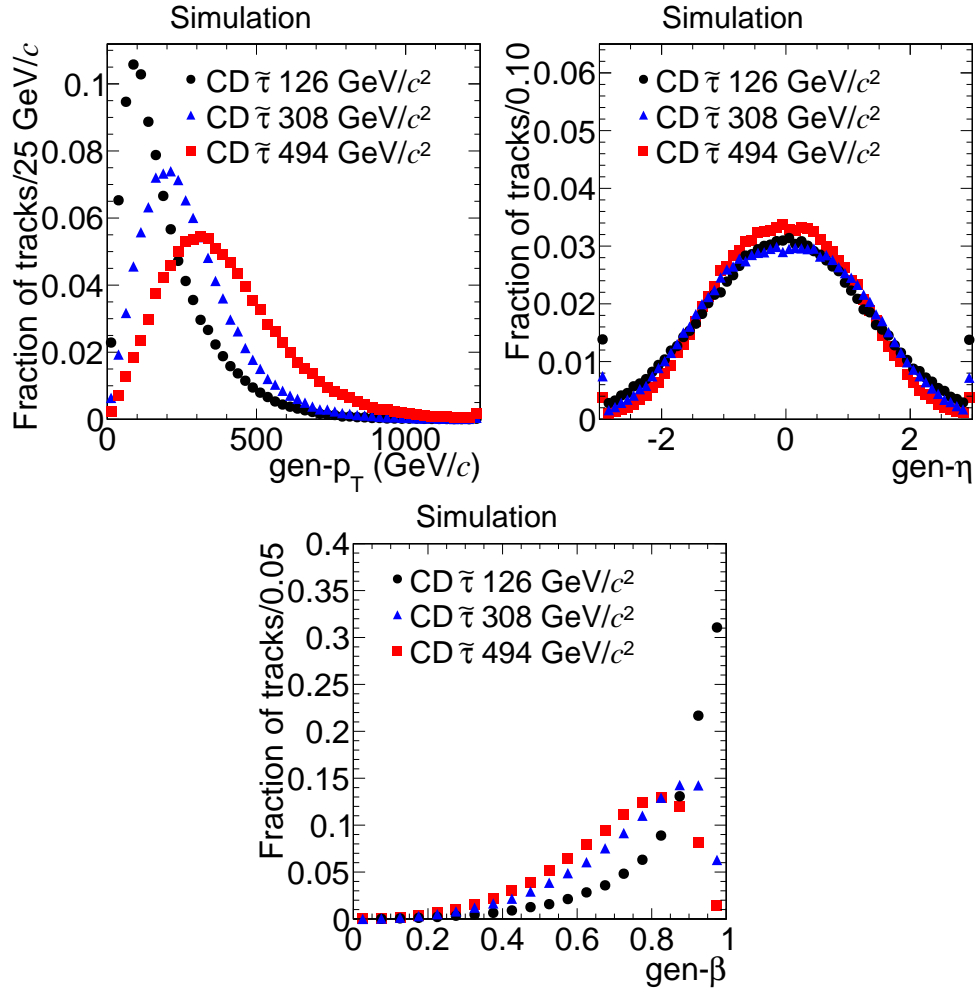 Simulation
Fraction of tracks/25 GeV/c
0.1
0.08
0.06
0.04
0.02
0
CD τ̃ 126 GeV/c²
CD τ̃ 308 GeV/c²
CD τ̃ 494 GeV/c²
0 500 1000
gen-p_T (GeV/c)
Simulation
Fraction of tracks/0.10
0.06
0.05
0.04
0.03
0.02
0.01
0
CD τ̃ 126 GeV/c²
CD τ̃ 308 GeV/c²
CD τ̃ 494 GeV/c²
-2 0 2
gen-η
Simulation
Fraction of tracks/0.05
0.4
0.35
0.3
0.25
0.2
0.15
0.1
0.05
0
CD τ̃ 126 GeV/c²
CD τ̃ 308 GeV/c²
CD τ̃ 494 GeV/c²
0 0.2 0.4 0.6 0.8 1
gen-β